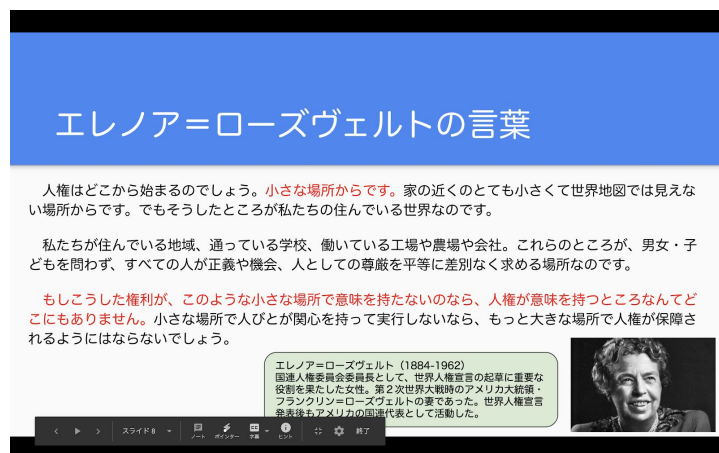 エレノア＝ローズヴェルトの言葉
人権はどこから始まるのでしょう。小さな場所からです。家の近くのとても小さくて世界地図では見えな
い場所からです。でもそうしたところが私たちの住んでいる世界なのです。
私たちが住んでいる地域、通っている学校、働いている工場や農場や会社。これらのところが、男女・子
どもを問わず、すべての人が正義や機会、人としての尊厳を平等に差別なく求める場所なのです。
もしこうした権利が、このような小さな場所で意味を持たないのなら、人権が意味を持つところなんてど
こにもありません。小さな場所で人びとが関心を持って実行しないなら、もっと大きな場所で人権が保障さ
れるようにはならないでしょう。
エレノア＝ローズヴェルト（1884-1962）
国連人権委員会委員長として、世界人権宣言の起草に重要な
役割を果たした女性。第２次世界大戦時のアメリカ大統領・
フランクリン＝ローズヴェルトの妻であった。世界人権宣言
発表後もアメリカの国連代表として活動した。
スライド 8
ノート ポインター 字幕 ヒント
終了